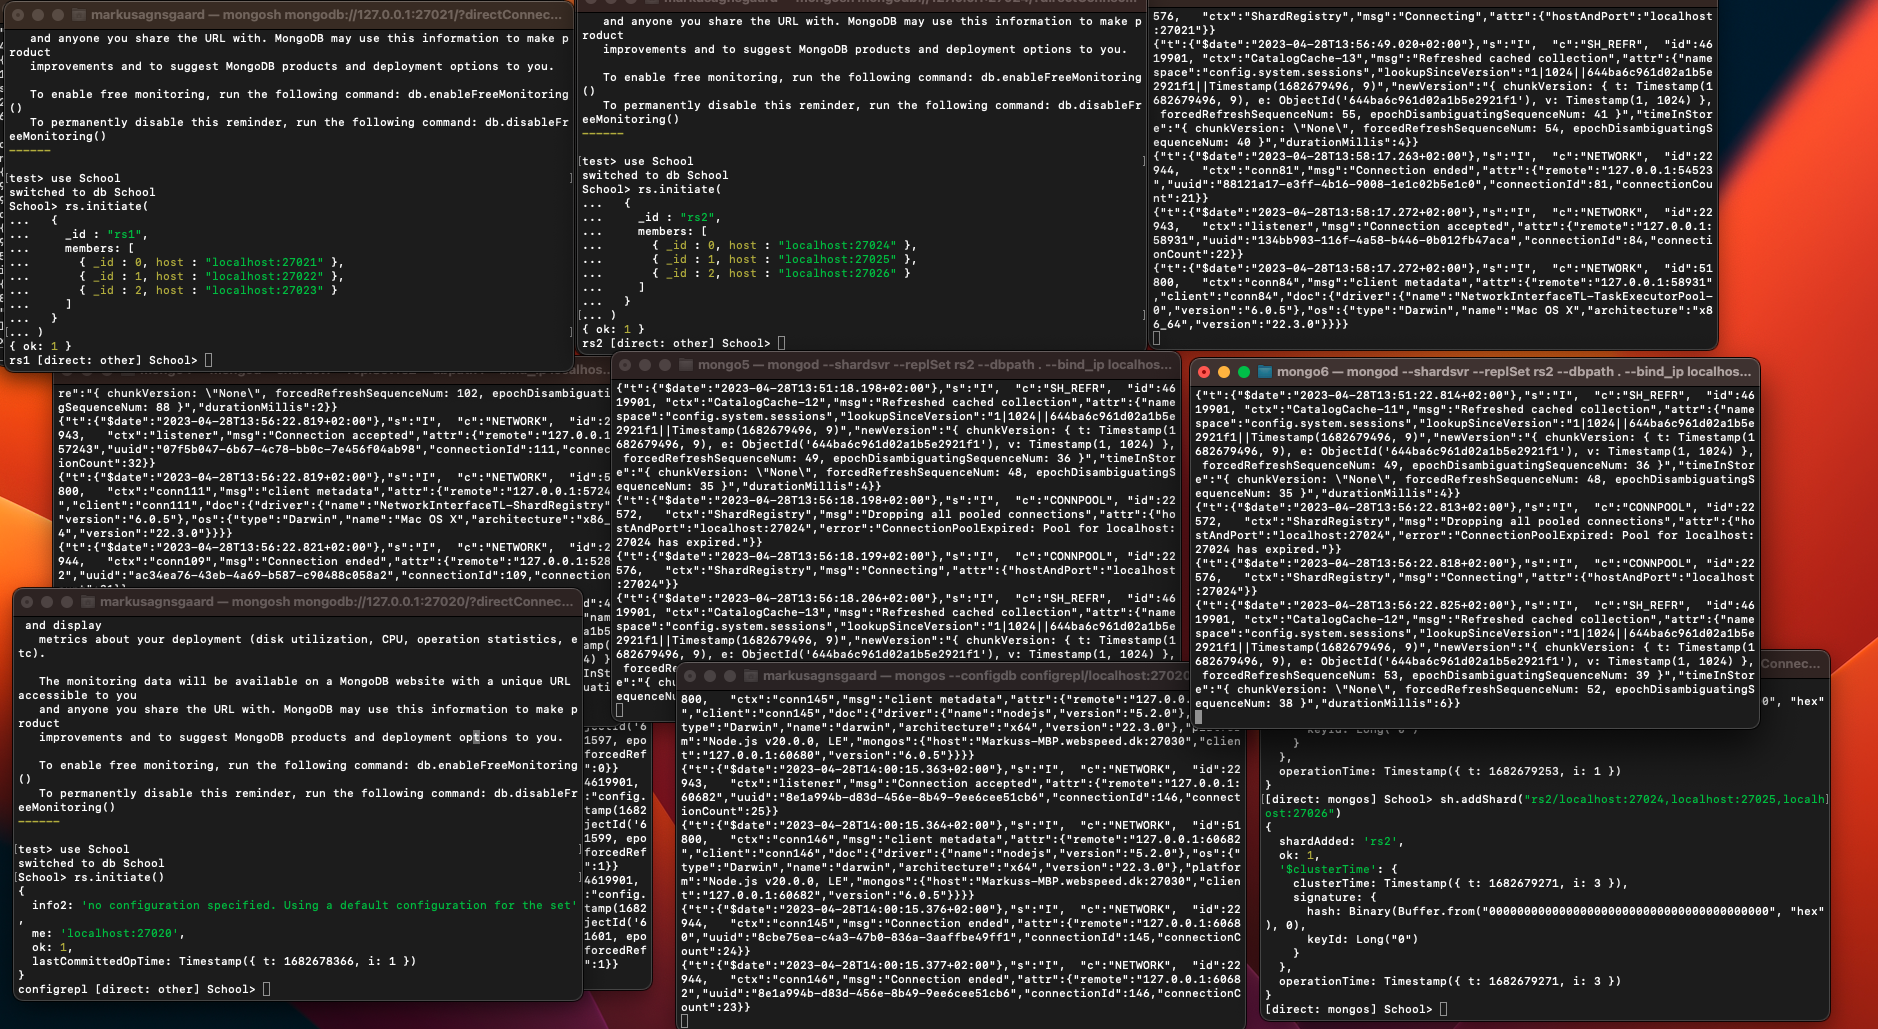 markusagnsgaard — mongosh mongodb://127.0.0.1:27021/?directConnec...
and anyone you share the URL with. MongoDB may use this information to make p
roduct
improvements and to suggest MongoDB products and deployment options to you.
To enable free monitoring, run the following command: db.enableFreeMonitoring
()
To permanently disable this reminder, run the following command: db.disableFr
eeMonitoring()
------
[test> use School
switched to db School
School> rs.initiate(
...   {
...     _id : "rs1",
...     members: [
...       { _id : 0, host : "localhost:27021" },
...       { _id : 1, host : "localhost:27022" },
...       { _id : 2, host : "localhost:27023" }
...     ]
...   }
[... )
{ ok: 1 }
rs1 [direct: other] School>
and anyone you share the URL with. MongoDB may use this information to make p
roduct
improvements and to suggest MongoDB products and deployment options to you.
To enable free monitoring, run the following command: db.enableFreeMonitoring
()
To permanently disable this reminder, run the following command: db.disableFr
eeMonitoring()
------
[test> use School
switched to db School
School> rs.initiate(
...   {
...     _id : "rs2",
...     members: [
...       { _id : 0, host : "localhost:27024" },
...       { _id : 1, host : "localhost:27025" },
...       { _id : 2, host : "localhost:27026" }
...     ]
...   }
[... )
{ ok: 1 }
rs2 [direct: other] School>
576,   "ctx":"ShardRegistry","msg":"Connecting","attr":{"hostAndPort":"localhost
:27021"}}
{"t":{"$date":"2023-04-28T13:56:49.020+02:00"},"s":"I",  "c":"SH_REFR",  "id":46
19901, "ctx":"CatalogCache-13","msg":"Refreshed cached collection","attr":{"name
space":"config.system.sessions","lookupSinceVersion":"1|1024||644ba6c961d02a1b5e
2921f1||Timestamp(1682679496, 9)","newVersion":"{ chunkVersion: { t: Timestamp(1
682679496, 9), e: ObjectId('644ba6c961d02a1b5e2921f1'), v: Timestamp(1, 1024) },
 forcedRefreshSequenceNum: 55, epochDisambiguatingSequenceNum: 41 }","timeInStor
e":"{ chunkVersion: \"None\", forcedRefreshSequenceNum: 54, epochDisambiguatingS
equenceNum: 40 }","durationMillis":4}}
{"t":{"$date":"2023-04-28T13:58:17.263+02:00"},"s":"I",  "c":"NETWORK",  "id":22
944,   "ctx":"conn81","msg":"Connection ended","attr":{"remote":"127.0.0.1:54523
","uuid":"88121a17-e3ff-4b16-9008-1e1c02b5e1c0","connectionId":81,"connectionCou
nt":21}}
{"t":{"$date":"2023-04-28T13:58:17.272+02:00"},"s":"I",  "c":"NETWORK",  "id":22
943,   "ctx":"listener","msg":"Connection accepted","attr":{"remote":"127.0.0.1:
58931","uuid":"134bb903-116f-4a58-b446-0b012fb47aca","connectionId":84,"connecti
onCount":22}}
{"t":{"$date":"2023-04-28T13:58:17.272+02:00"},"s":"I",  "c":"NETWORK",  "id":51
800,   "ctx":"conn84","msg":"client metadata","attr":{"remote":"127.0.0.1:58931"
,"client":"conn84","doc":{"driver":{"name":"NetworkInterfaceTL-TaskExecutorPool-
0","version":"6.0.5"},"os":{"type":"Darwin","name":"Mac OS X","architecture":"x8
6_64","version":"22.3.0"}}}}
re":"{ chunkVersion: \"None\", forcedRefreshSequenceNum: 102, epochDisambiguati
gSequenceNum: 88 }","durationMillis":2}}
{"t":{"$date":"2023-04-28T13:56:22.819+02:00"},"s":"I",  "c":"NETWORK",  "id":2
943,   "ctx":"listener","msg":"Connection accepted","attr":{"remote":"127.0.0.1
57243","uuid":"07f5b047-6b67-4c78-bb0c-7e456f04ab98","connectionId":111,"connec
ionCount":32}}
{"t":{"$date":"2023-04-28T13:56:22.819+02:00"},"s":"I",  "c":"NETWORK",  "id":5
800,   "ctx":"conn111","msg":"client metadata","attr":{"remote":"127.0.0.1:5724
","client":"conn111","doc":{"driver":{"name":"NetworkInterfaceTL-ShardRegistry"
"version":"6.0.5"},"os":{"type":"Darwin","name":"Mac OS X","architecture":"x86_
4","version":"22.3.0"}}}}
{"t":{"$date":"2023-04-28T13:56:22.821+02:00"},"s":"I",  "c":"NETWORK",  "id":2
944,   "ctx":"conn109","msg":"Connection ended","attr":{"remote":"127.0.0.1:528
2","uuid":"ac34ea76-43eb-4a69-b587-c90488c058a2","connectionId":109,"connection
mongo5 — mongod --shardsvr --replSet rs2 --dbpath . --bind_ip localhos...
{"t":{"$date":"2023-04-28T13:51:18.198+02:00"},"s":"I",  "c":"SH_REFR",  "id":46
19901, "ctx":"CatalogCache-12","msg":"Refreshed cached collection","attr":{"name
space":"config.system.sessions","lookupSinceVersion":"1|1024||644ba6c961d02a1b5e
2921f1||Timestamp(1682679496, 9)","newVersion":"{ chunkVersion: { t: Timestamp(1
682679496, 9), e: ObjectId('644ba6c961d02a1b5e2921f1'), v: Timestamp(1, 1024) },
 forcedRefreshSequenceNum: 49, epochDisambiguatingSequenceNum: 36 }","timeInStor
e":"{ chunkVersion: \"None\", forcedRefreshSequenceNum: 48, epochDisambiguatingS
equenceNum: 35 }","durationMillis":4}}
{"t":{"$date":"2023-04-28T13:56:18.198+02:00"},"s":"I",  "c":"CONNPOOL", "id":22
572,   "ctx":"ShardRegistry","msg":"Dropping all pooled connections","attr":{"ho
stAndPort":"localhost:27024","error":"ConnectionPoolExpired: Pool for localhost:
27024 has expired."}}
{"t":{"$date":"2023-04-28T13:56:18.199+02:00"},"s":"I",  "c":"CONNPOOL", "id":22
576,   "ctx":"ShardRegistry","msg":"Connecting","attr":{"hostAndPort":"localhost
:27024"}}
{"t":{"$date":"2023-04-28T13:56:18.206+02:00"},"s":"I",  "c":"SH_REFR",  "id":46
19901, "ctx":"CatalogCache-13","msg":"Refreshed cached collection","attr":{"name
space":"config.system.sessions","lookupSinceVersion":"1|1024||644ba6c961d02a1b5e
2921f1||Timestamp(1682679496, 9)","newVersion":"{ chunkVersion: { t: Timestamp(1
682679496, 9), e: ObjectId('644ba6c961d02a1b5e2921f1'), v: Timestamp(1, 1024) },
 forcedRe
e":"{ chu
equenceNu
mongo6 — mongod --shardsvr --replSet rs2 --dbpath . --bind_ip localhos...
{"t":{"$date":"2023-04-28T13:51:22.814+02:00"},"s":"I",  "c":"SH_REFR",  "id":46
19901, "ctx":"CatalogCache-11","msg":"Refreshed cached collection","attr":{"name
space":"config.system.sessions","lookupSinceVersion":"1|1024||644ba6c961d02a1b5e
2921f1||Timestamp(1682679496, 9)","newVersion":"{ chunkVersion: { t: Timestamp(1
682679496, 9), e: ObjectId('644ba6c961d02a1b5e2921f1'), v: Timestamp(1, 1024) },
 forcedRefreshSequenceNum: 49, epochDisambiguatingSequenceNum: 36 }","timeInStor
e":"{ chunkVersion: \"None\", forcedRefreshSequenceNum: 48, epochDisambiguatingS
equenceNum: 35 }","durationMillis":4}}
{"t":{"$date":"2023-04-28T13:56:22.813+02:00"},"s":"I",  "c":"CONNPOOL", "id":22
572,   "ctx":"ShardRegistry","msg":"Dropping all pooled connections","attr":{"ho
stAndPort":"localhost:27024","error":"ConnectionPoolExpired: Pool for localhost:
27024 has expired."}}
{"t":{"$date":"2023-04-28T13:56:22.818+02:00"},"s":"I",  "c":"CONNPOOL", "id":22
576,   "ctx":"ShardRegistry","msg":"Connecting","attr":{"hostAndPort":"localhost
:27024"}}
{"t":{"$date":"2023-04-28T13:56:22.825+02:00"},"s":"I",  "c":"SH_REFR",  "id":46
19901, "ctx":"CatalogCache-12","msg":"Refreshed cached collection","attr":{"name
space":"config.system.sessions","lookupSinceVersion":"1|1024||644ba6c961d02a1b5e
2921f1||Timestamp(1682679496, 9)","newVersion":"{ chunkVersion: { t: Timestamp(1
682679496, 9), e: ObjectId('644ba6c961d02a1b5e2921f1'), v: Timestamp(1, 1024) },
 forcedRefreshSequenceNum: 53, epochDisambiguatingSequenceNum: 39 }","timeInStor
e":"{ chunkVersion: \"None\", forcedRefreshSequenceNum: 52, epochDisambiguatingS
equenceNum: 38 }","durationMillis":6}}
markusagnsgaard — mongosh mongodb://127.0.0.1:27020/?directConnec...
and display
metrics about your deployment (disk utilization, CPU, operation statistics, e
tc).
The monitoring data will be available on a MongoDB website with a unique URL
accessible to you
and anyone you share the URL with. MongoDB may use this information to make p
roduct
improvements and to suggest MongoDB products and deployment options to you.
To enable free monitoring, run the following command: db.enableFreeMonitoring
()
To permanently disable this reminder, run the following command: db.disableFr
eeMonitoring()
------
[test> use School
switched to db School
[School> rs.initiate()
{
  info2: 'no configuration specified. Using a default configuration for the set'
,
  me: 'localhost:27020',
  ok: 1,
  lastCommittedOpTime: Timestamp({ t: 1682678366, i: 1 })
}
configrepl [direct: other] School>
jectId('6
1597, epo
forcedRef
":0}}
4619901,
:"config.
tamp(1682
jectId('6
1599, epo
forcedRef
":1}}
4619901,
:"config.
tamp(1682
jectId('6
1601, epo
forcedRef
":1}}
markusagnsgaard — mongos --configdb configrepl/localhost:27020
800,   "ctx":"conn145","msg":"client metadata","attr":{"remote":"127.0.0.
","client":"conn145","doc":{"driver":{"name":"nodejs","version":"5.2.0"},
type":"Darwin","name":"darwin","architecture":"x64","version":"22.3.0"},"
m":"Node.js v20.0.0, LE","mongos":{"host":"Markuss-MBP.webspeed.dk:27030","clien
t":"127.0.0.1:60680","version":"6.0.5"}}}}
{"t":{"$date":"2023-04-28T14:00:15.363+02:00"},"s":"I",  "c":"NETWORK",  "id":22
943,   "ctx":"listener","msg":"Connection accepted","attr":{"remote":"127.0.0.1:
60682","uuid":"8e1a994b-d83d-456e-8b49-9ee6cee51cb6","connectionId":146,"connect
ionCount":25}}
{"t":{"$date":"2023-04-28T14:00:15.364+02:00"},"s":"I",  "c":"NETWORK",  "id":51
800,   "ctx":"conn146","msg":"client metadata","attr":{"remote":"127.0.0.1:60682
","client":"conn146","doc":{"driver":{"name":"nodejs","version":"5.2.0"},"os":{"
type":"Darwin","name":"darwin","architecture":"x64","version":"22.3.0"},"platfor
m":"Node.js v20.0.0, LE","mongos":{"host":"Markuss-MBP.webspeed.dk:27030","clien
t":"127.0.0.1:60682","version":"6.0.5"}}}}
{"t":{"$date":"2023-04-28T14:00:15.376+02:00"},"s":"I",  "c":"NETWORK",  "id":22
944,   "ctx":"conn145","msg":"Connection ended","attr":{"remote":"127.0.0.1:6068
0","uuid":"8cbe75ea-c4a3-47b0-836a-3aaffbe49ff1","connectionId":145,"connectionC
ount":24}}
{"t":{"$date":"2023-04-28T14:00:15.377+02:00"},"s":"I",  "c":"NETWORK",  "id":22
944,   "ctx":"conn146","msg":"Connection ended","attr":{"remote":"127.0.0.1:6068
2","uuid":"8e1a994b-d83d-456e-8b49-9ee6cee51cb6","connectionId":146,"connectionC
ount":23}}
Connec...
0", "hex"
    }
  },
  operationTime: Timestamp({ t: 1682679253, i: 1 })
}
[[direct: mongos] School> sh.addShard("rs2/localhost:27024,localhost:27025,localh]
ost:27026")
{
  shardAdded: 'rs2',
  ok: 1,
  '$clusterTime': {
    clusterTime: Timestamp({ t: 1682679271, i: 3 }),
    signature: {
      hash: Binary(Buffer.from("0000000000000000000000000000000000000000", "hex"
), 0),
      keyId: Long("0")
    }
  },
  operationTime: Timestamp({ t: 1682679271, i: 3 })
}
[direct: mongos] School>